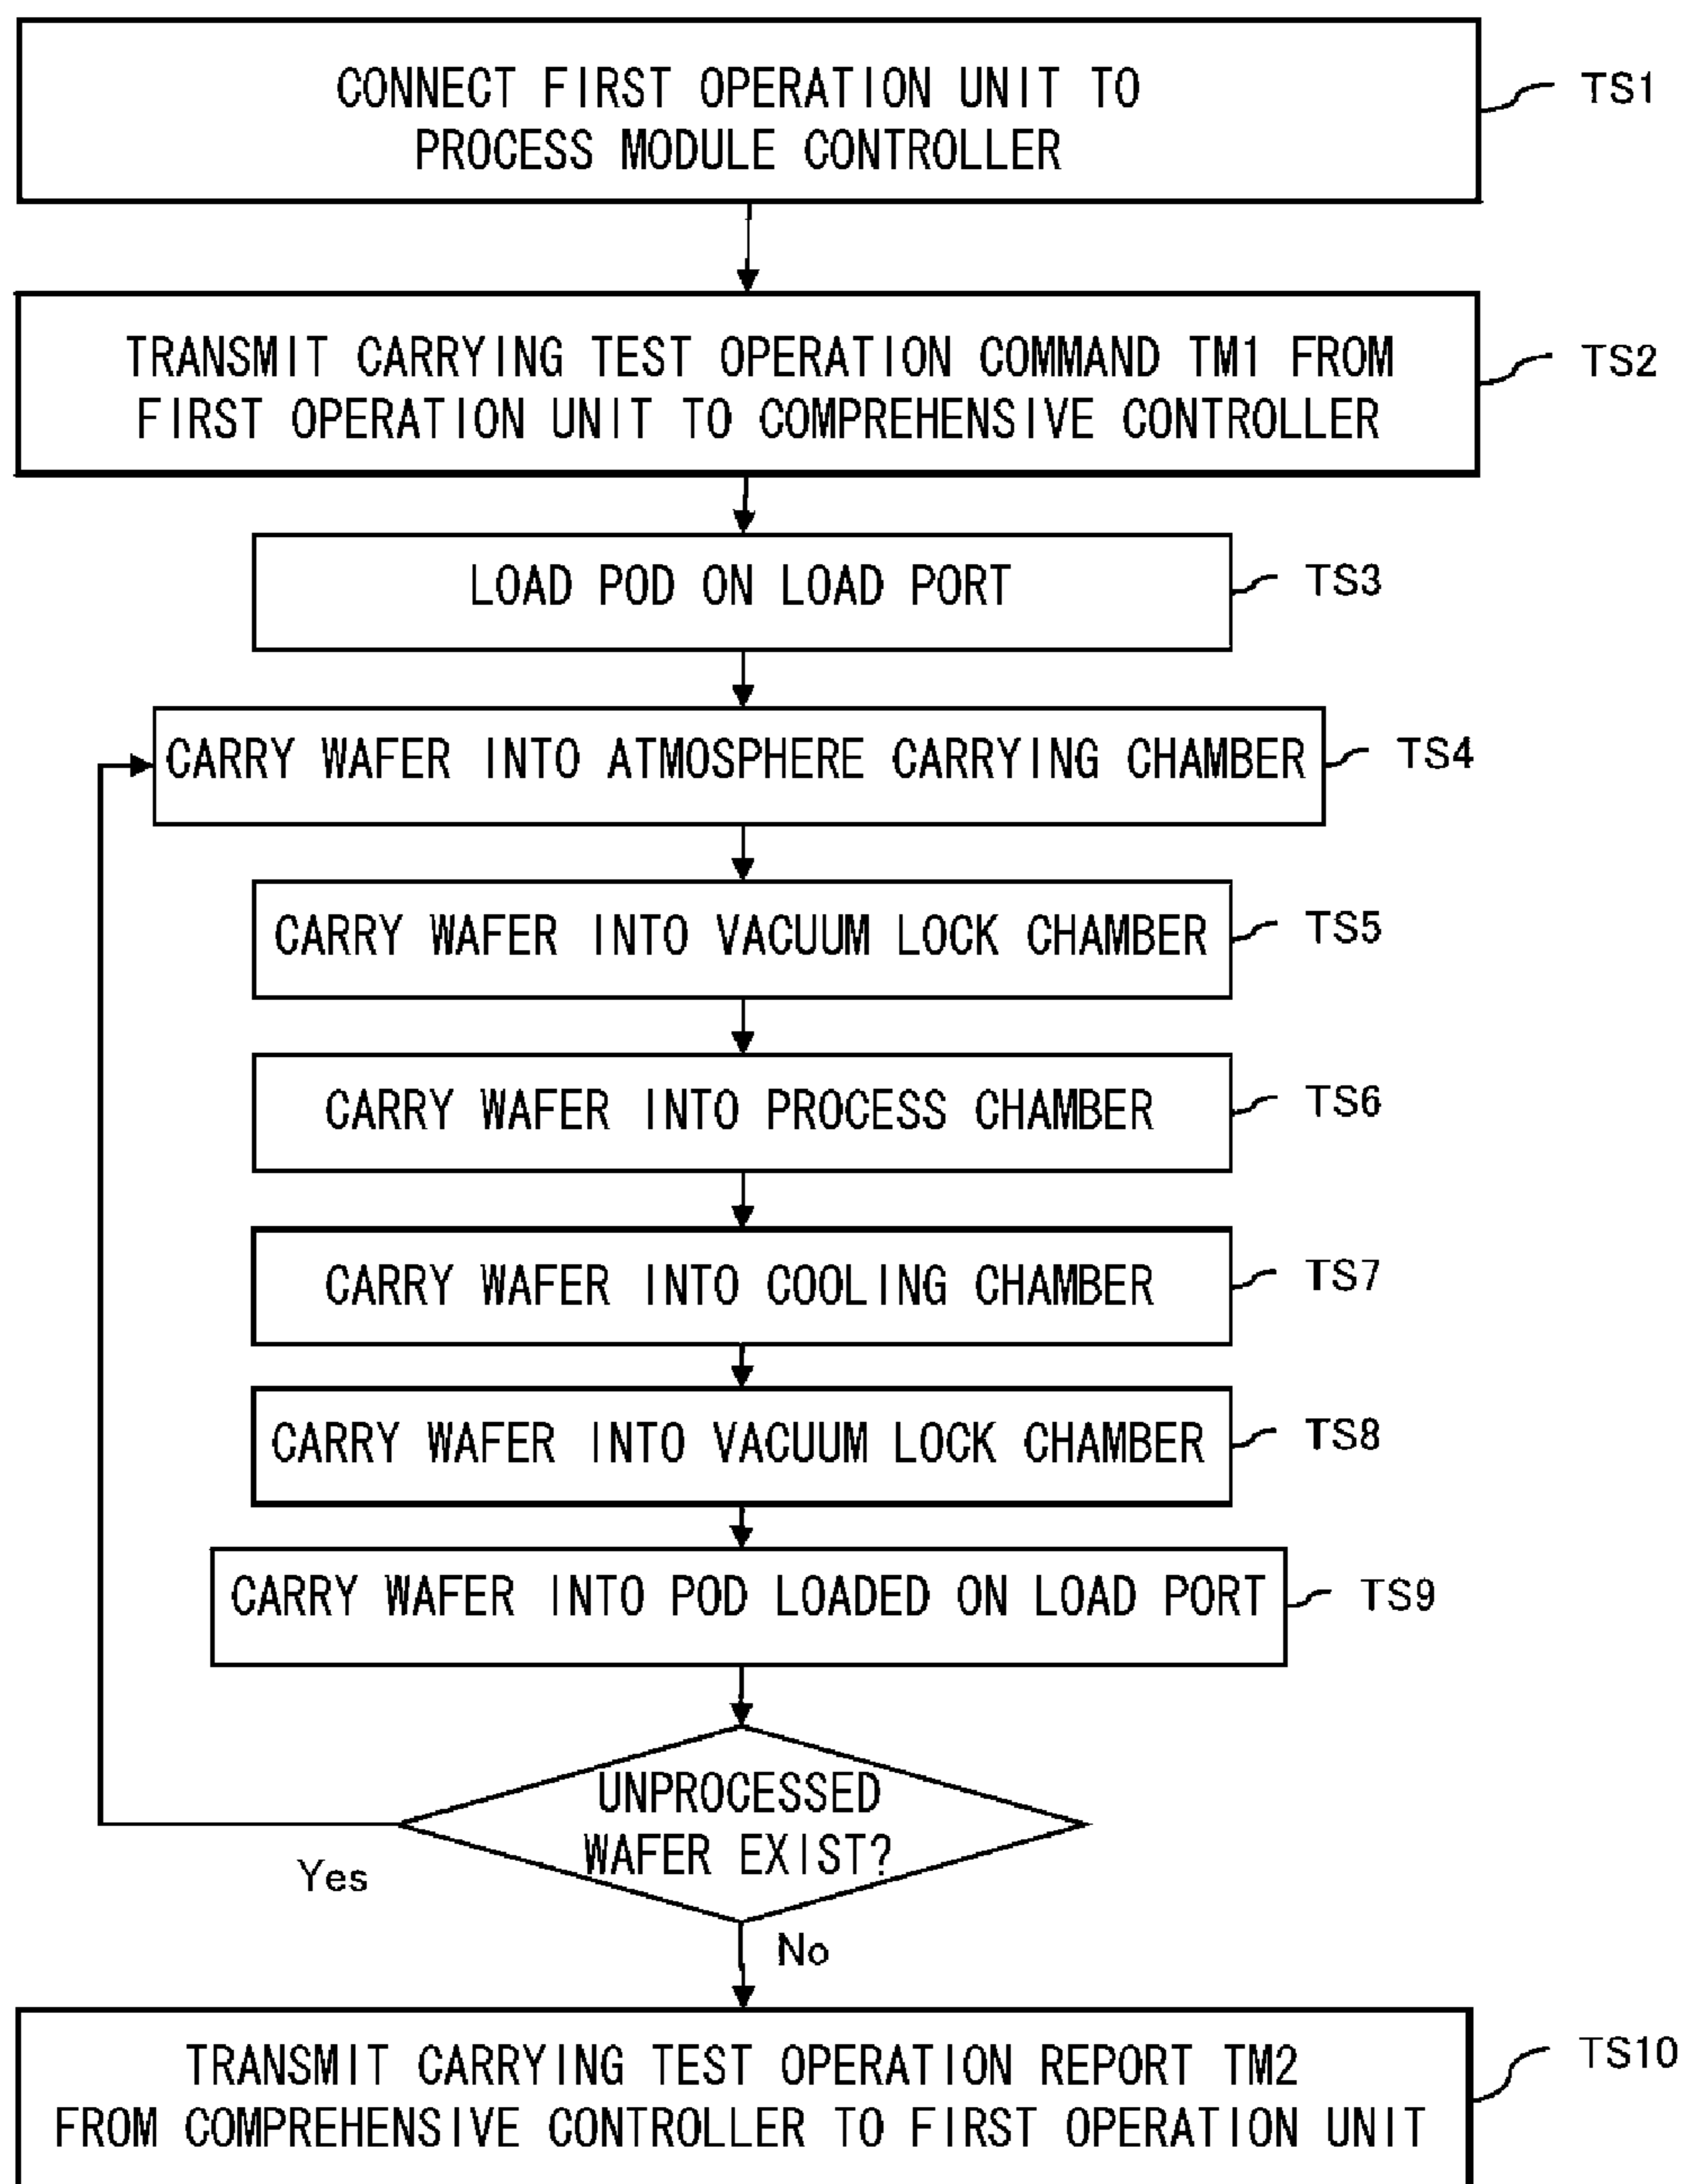 CONNECT FIRST OPERATION UNIT TO
PROCESS MODULE CONTROLLER
TS1
TRANSMIT CARRYING TEST OPERATION COMMAND TM1 FROM
FIRST OPERATION UNIT TO COMPREHENSIVE CONTROLLER
TS2
LOAD POD ON LOAD PORT
TS3
CARRY WAFER INTO ATMOSPHERE CARRYING CHAMBER
TS4
CARRY WAFER INTO VACUUM LOCK CHAMBER
TS5
CARRY WAFER INTO PROCESS CHAMBER
TS6
CARRY WAFER INTO COOLING CHAMBER
TS7
CARRY WAFER INTO VACUUM LOCK CHAMBER
TS8
CARRY WAFER INTO POD LOADED ON LOAD PORT
TS9
UNPROCESSED
WAFER EXIST?
Yes
No
TRANSMIT CARRYING TEST OPERATION REPORT TM2
FROM COMPREHENSIVE CONTROLLER TO FIRST OPERATION UNIT
TS10